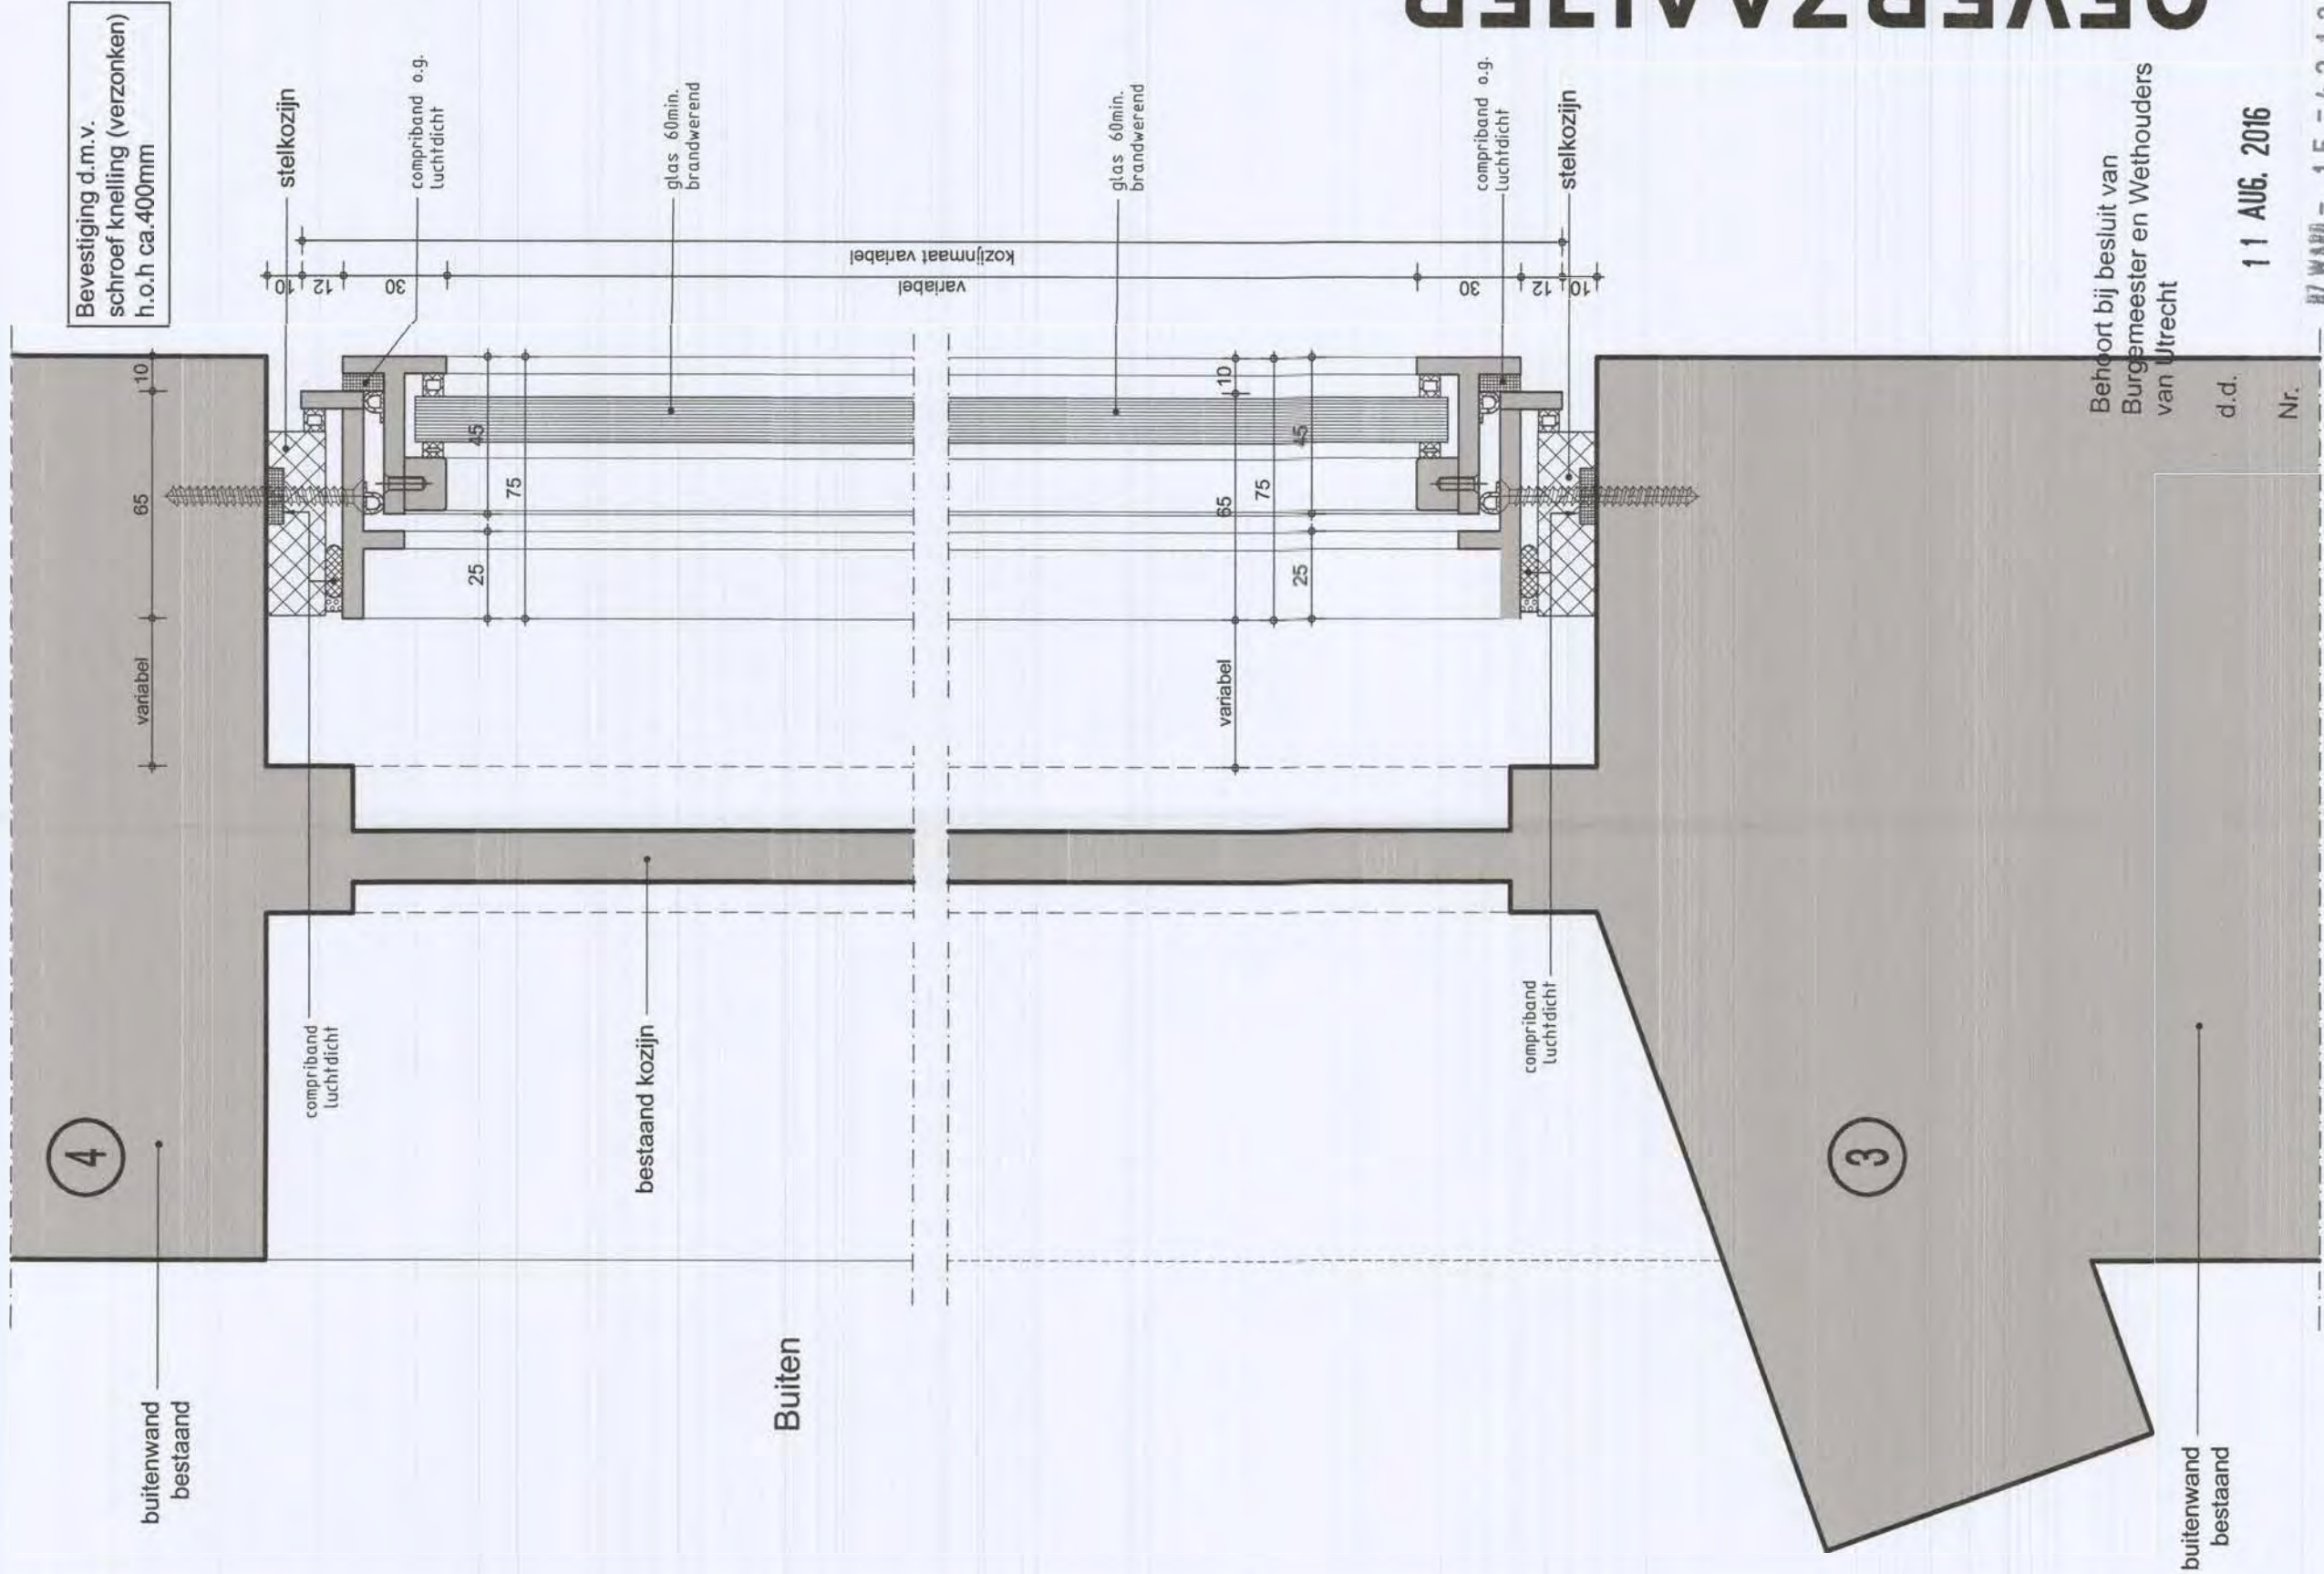 Bevestiging d.m.v.
schroef knelling (verzonken)
h.o.h ca.400mm
stelkozijn
compriband o.g.
luchtdicht
glas 60min.
brandwerend
glas 60min.
brandwerend
compriband o.g.
luchtdicht
stelkozijn
10
12
30
variabel
kozijnmaat variabel
30
12
10
10
65
variabel
45
75
25
10
45
65
75
25
variabel
4
compriband
luchtdicht
bestaand kozijn
compriband
luchtdicht
3
buitenwand
bestaand
Buiten
buitenwand
bestaand
Behoort bij besluit van
Burgemeester en Wethouders
van Utrecht
d.d.
11 AUG. 2016
Nr.